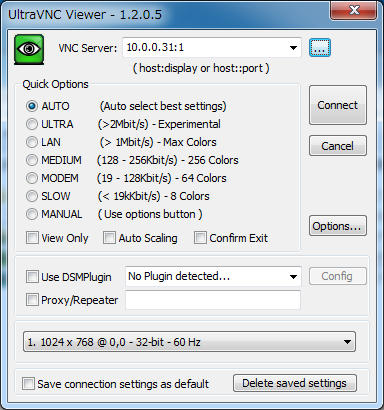 UltraVNC Viewer - 1.2.0.5
VNC Server: 10.0.0.31:1 ...
( host:display or host::port )
Quick Options
AUTO (Auto select best settings) Connect
ULTRA (>2Mbit/s) - Experimental
LAN (> 1Mbit/s) - Max Colors Cancel
MEDIUM (128 - 256Kbit/s) - 256 Colors
MODEM (19 - 128Kbit/s) - 64 Colors
SLOW (< 19kKbit/s) - 8 Colors
MANUAL ( Use options button ) Options...
View Only Auto Scaling Confirm Exit
Use DSMPlugin No Plugin detected... Config
Proxy/Repeater
1. 1024 x 768 @ 0,0 - 32-bit - 60 Hz
Save connection settings as default Delete saved settings